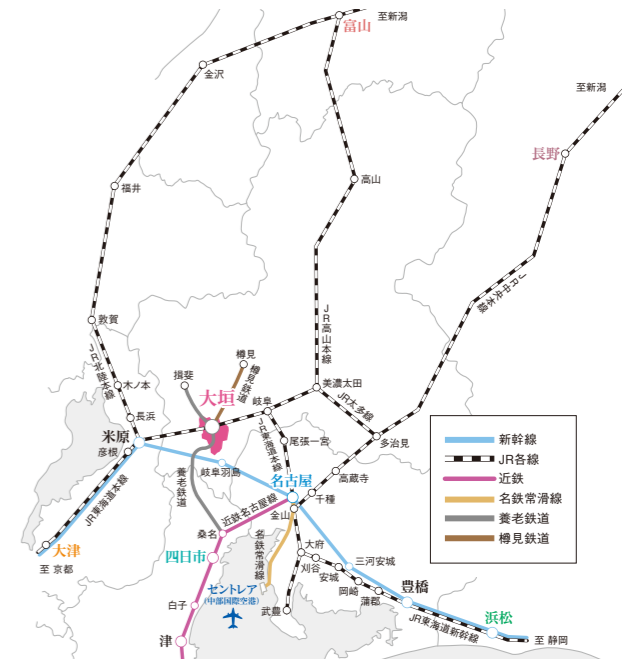 至新潟
富山
金沢
至新潟
長野
高山
福井
JR中央本線
敦賀
JR高山本線
樽見
JR北陸本線
揖斐
樽見鉄道
木ノ本
美濃太田
大垣
JR太多線
長浜
岐阜
米原
JR東海道本線
尾張一宮
多治見
彦根
岐阜羽島
高蔵寺
養老鉄道
名古屋
千種
JR東海道本線
近鉄名古屋線
金山
桑名
大津
至 京都
四日市
名鉄常滑線
大府
刈谷
安城
三河安城
岡崎
蒲郡
セントレア
(中部国際空港)
白子
武豊
豊橋
JR東海道新幹線
浜松
至 静岡
津
新幹線
JR各線
近鉄
名鉄常滑線
養老鉄道
樽見鉄道